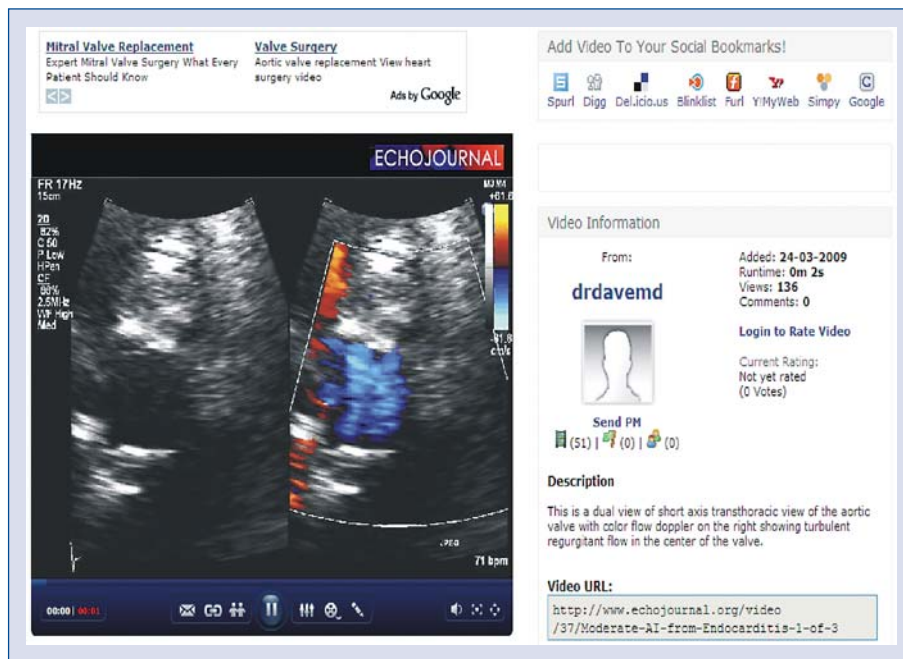 Mitral Valve Replacement
Expert Mitral Valve Surgery What Every
Patient Should Know
Valve Surgery
Aortic valve replacement View heart
surgery video
Ads by Google
Add Video To Your Social Bookmarks!
Spurl Digg Del.icio.us Blinklist Furl Y!MyWeb Simpy Google
ECHOJOURNAL
FR 17Hz
15cm
2D
82%
C 50
P Low
HPen
CF
2.5MHz
WF High
Med
M3 M4
+61.6
cm/s
71 bpm
00:00 | 00:01
Video Information
From:
drdavemd
Send PM
(51) | (0) | (0)
Added: 24-03-2009
Runtime: 0m 2s
Views: 136
Comments: 0
Login to Rate Video
Current Rating:
Not yet rated
(0 Votes)
Description
This is a dual view of short axis transthoracic view of the aortic
valve with color flow doppler on the right showing turbulent
regurgitant flow in the center of the valve.
Video URL:
http://www.echojournal.org/video
/37/Moderate-AI-from-Endocarditis-1-of-3